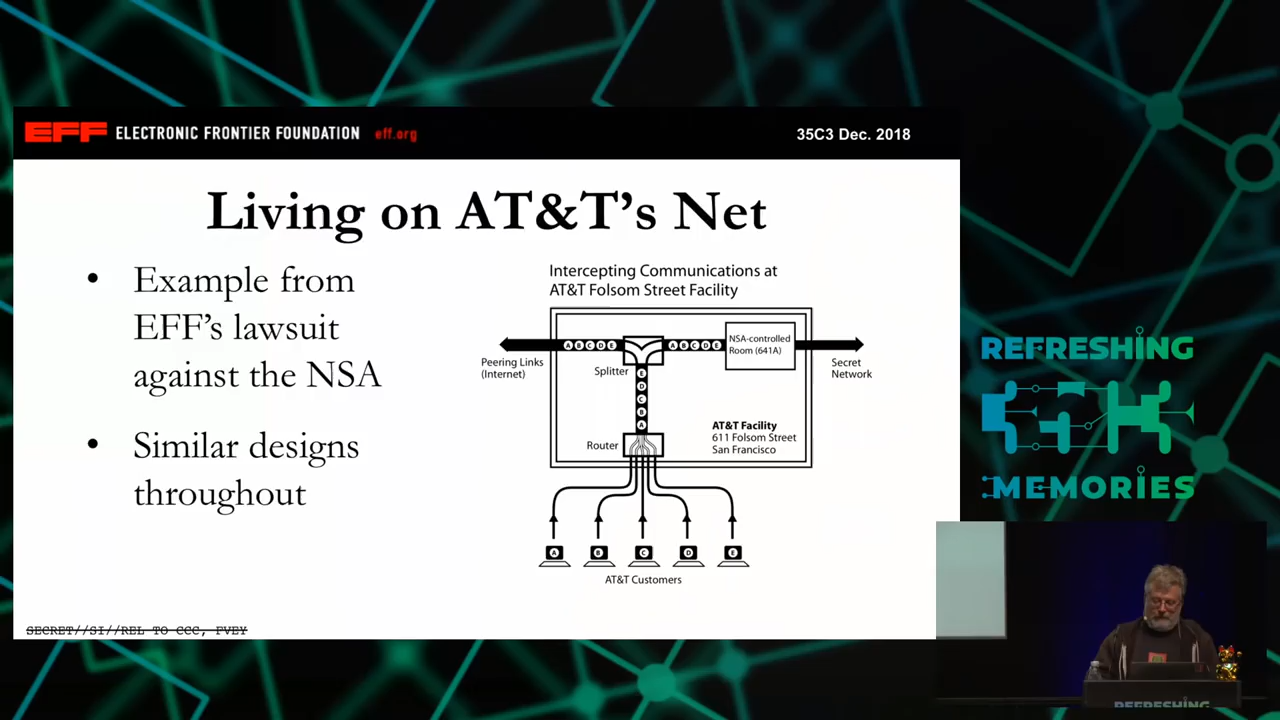 EFF ELECTRONIC FRONTIER FOUNDATION eff.org
35C3 Dec. 2018
Living on AT&T's Net
• Example from
EFF's lawsuit
against the NSA
• Similar designs
throughout
Intercepting Communications at
AT&T Folsom Street Facility
A B C D E
A B C D E
NSA-controlled
Room (641A)
Peering Links
(Internet)
Splitter
Secret
Network
E
D
C
B
A
Router
AT&T Facility
611 Folsom Street
San Francisco
A B C D E
AT&T Customers
SECRET//SI//REL TO CCC, FVEY
REFRESHING
MEMORIES
REFRESHING